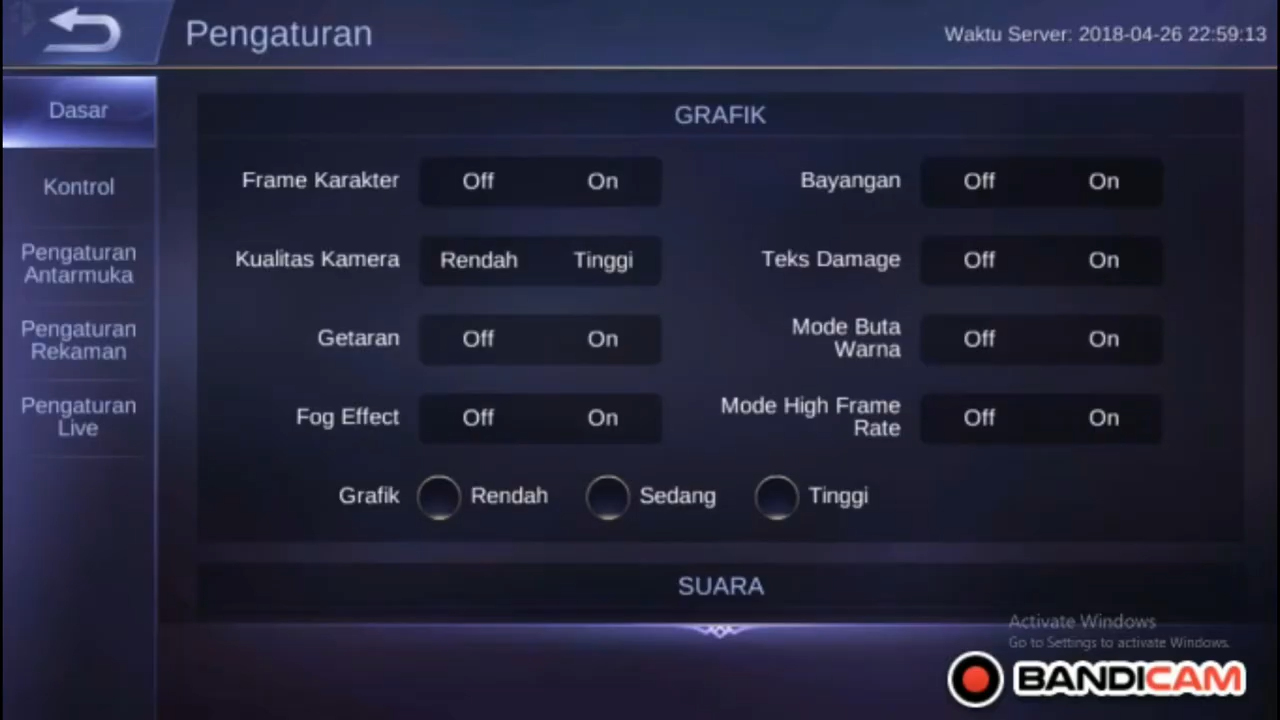 Pengaturan
Waktu Server: 2018-04-26 22:59:13
Dasar
Kontrol
Pengaturan
Antarmuka
Pengaturan
Rekaman
Pengaturan
Live
GRAFIK
Frame Karakter Off On
Bayangan Off On
Kualitas Kamera Rendah Tinggi
Teks Damage Off On
Getaran Off On
Mode Buta
Warna Off On
Fog Effect Off On
Mode High Frame
Rate Off On
Grafik Rendah Sedang Tinggi
SUARA
Activate Windows
Go to Settings to activate Windows.
BANDICAM